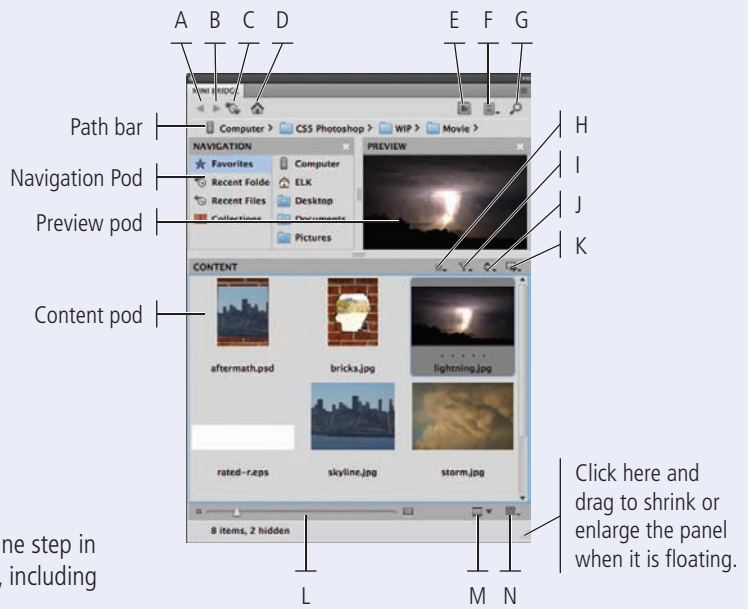 A B C D E F G
MINI BRIDGE
Path bar
Computer > CS5 Photoshop > WIP > Movie >
H
NAVIGATION PREVIEW
I
Favorites Computer
Navigation Pod
Recent Folde ELK
J
Recent Files Desktop
Preview pod
Collections Documents
K
Pictures
CONTENT
Content pod
aftermath.psd bricks.jpg lightning.jpg
rated-r.eps skyline.jpg storm.jpg
Click here and
drag to shrink or
enlarge the panel
when it is floating.
8 items, 2 hidden
ne step in
, including
L M N